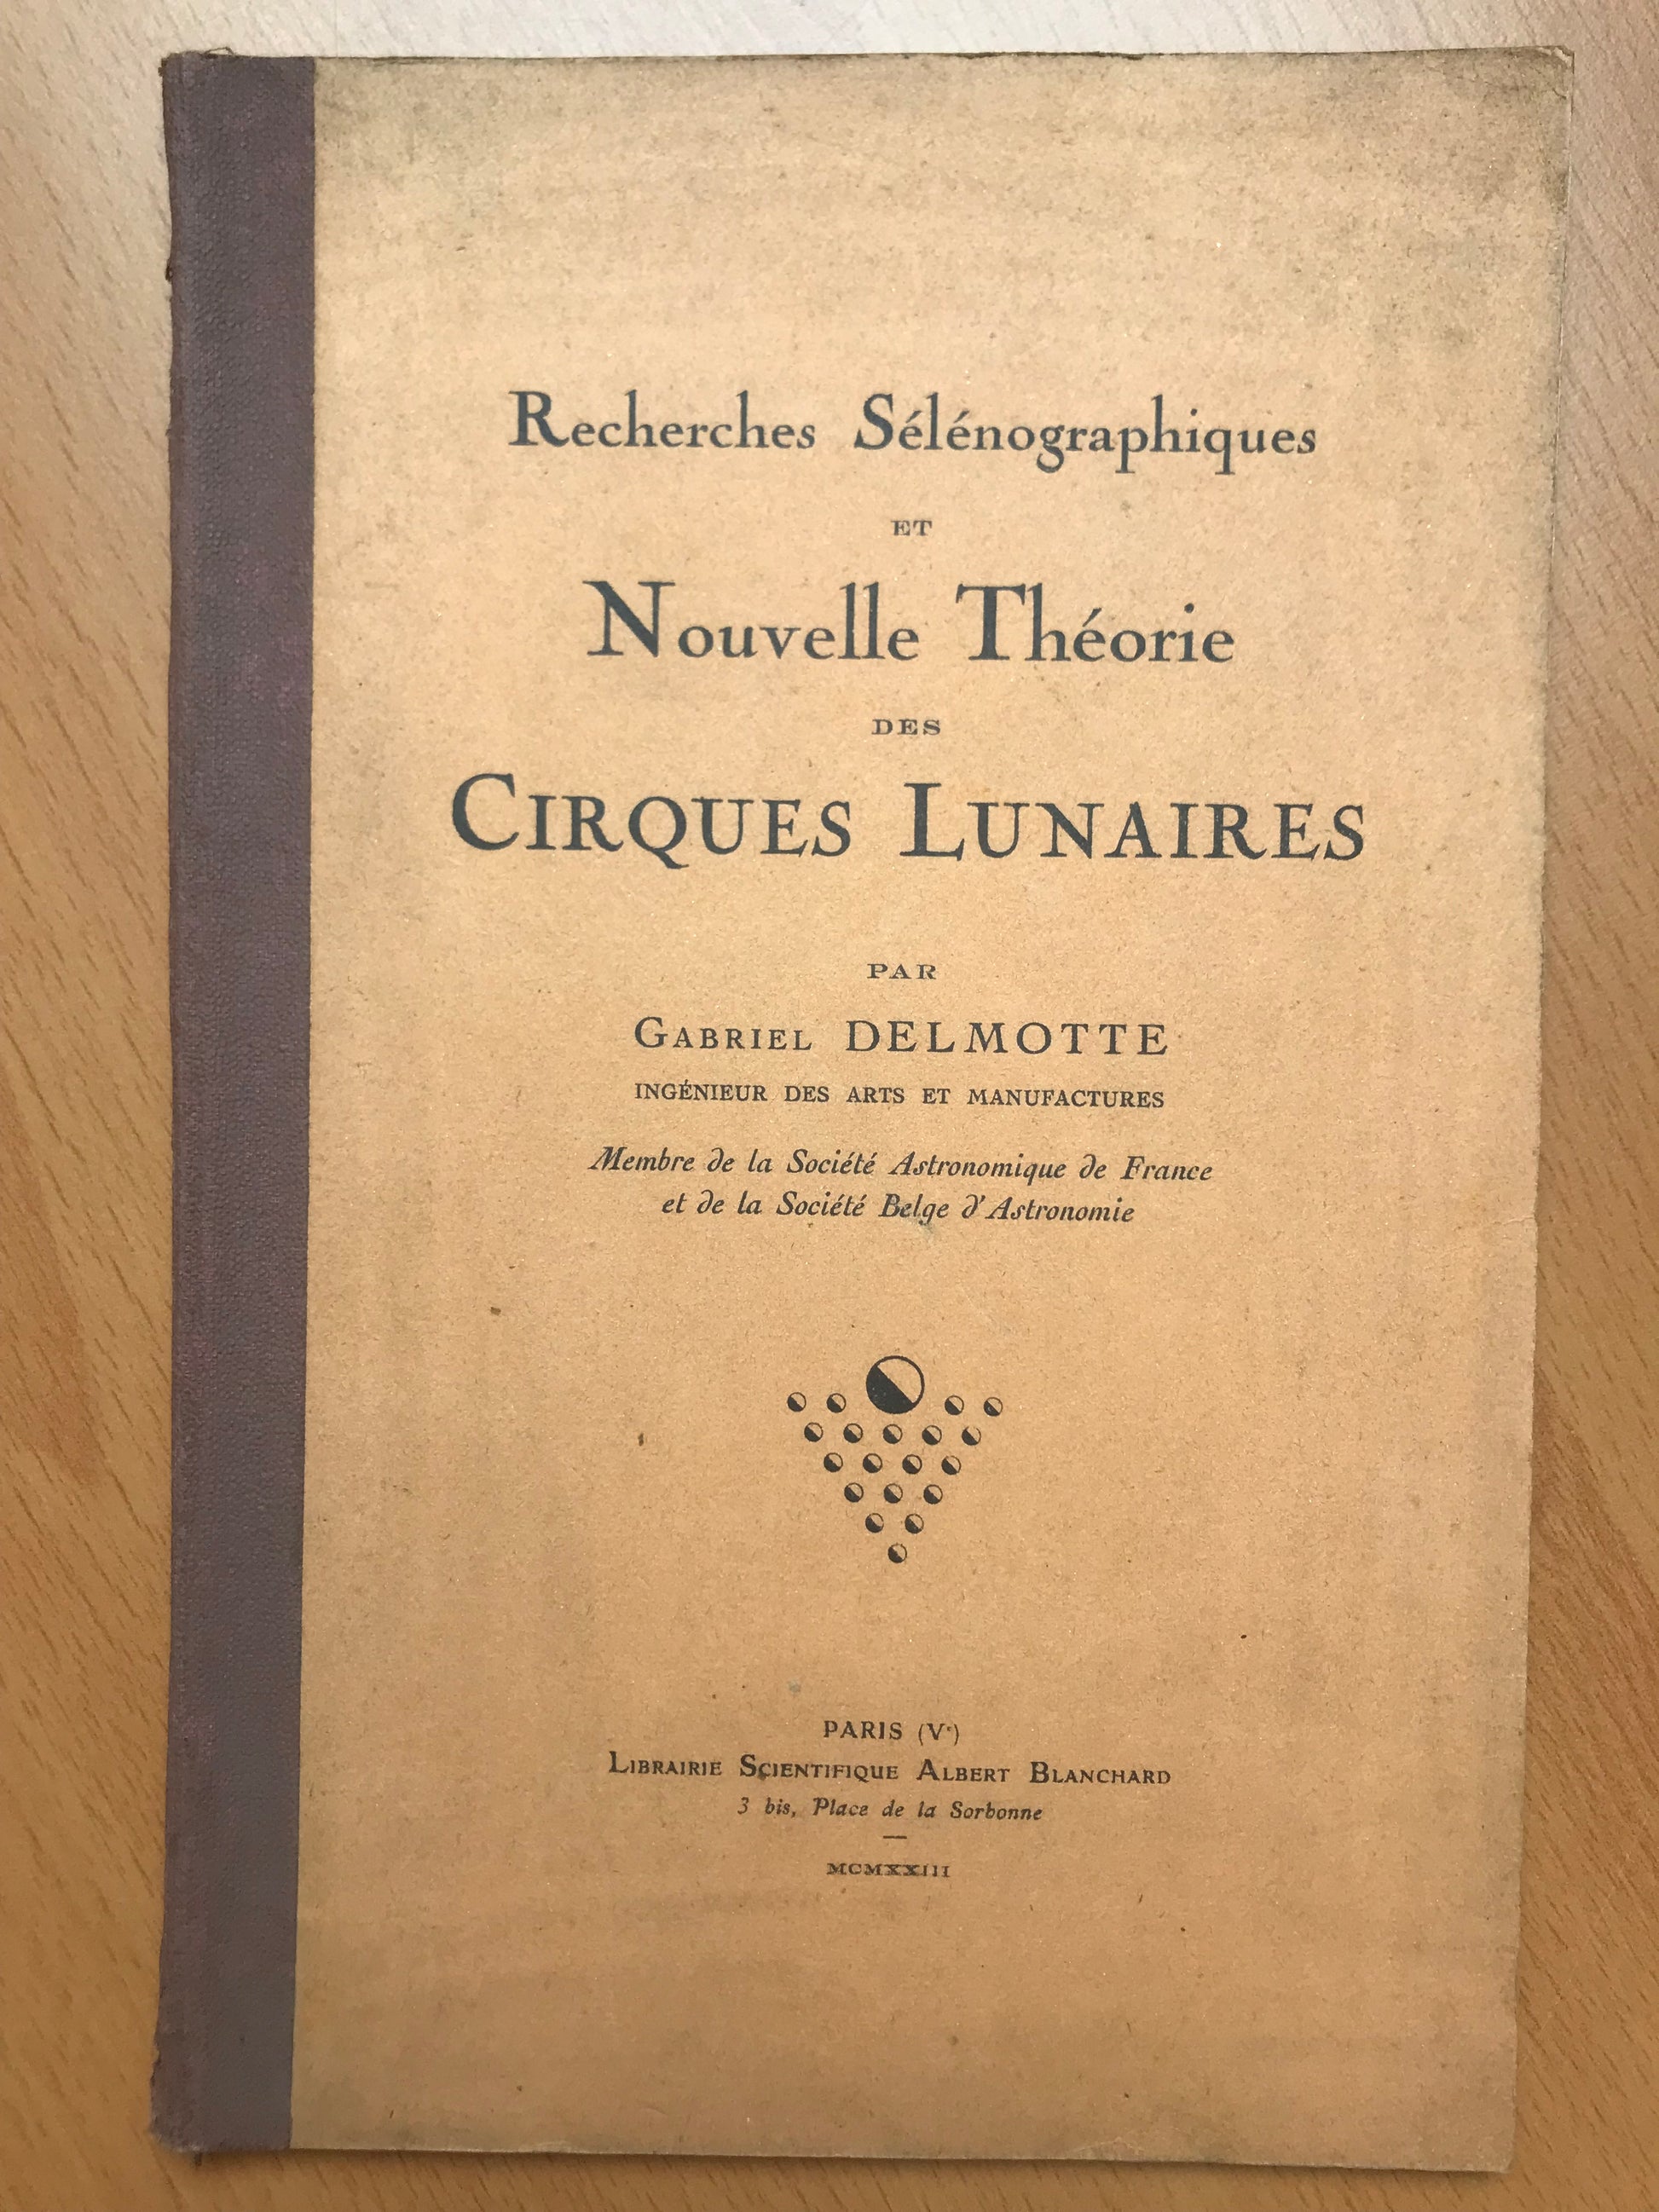 Recherches Sélénographiques
ET
Nouvelle Théorie
DES
CIRQUES LUNAIRES
PAR
GABRIEL DELMOTTE
INGÉNIEUR DES ARTS ET MANUFACTURES
Membre de la Société Astronomique de France
et de la Société Belge d'Astronomie
PARIS (Vᵉ)
LIBRAIRIE SCIENTIFIQUE ALBERT BLANCHARD
3 bis, Place de la Sorbonne
MCMXXIII